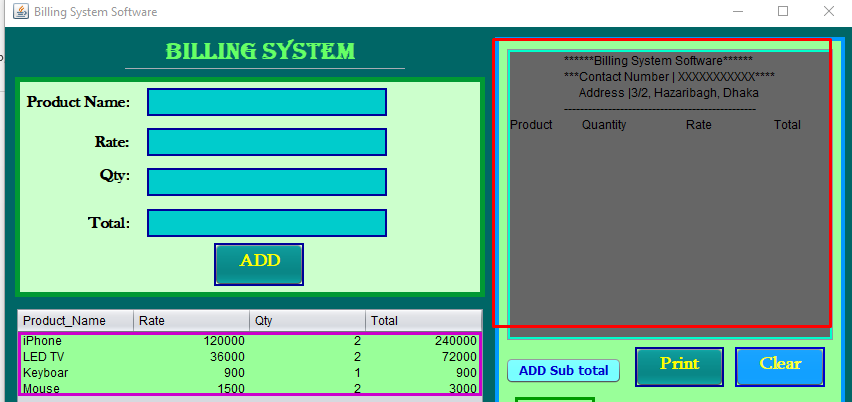 Billing System Software
BILLING SYSTEM
Product Name:
Rate:
Qty:
Total:
ADD
Product_Name Rate Qty Total
iPhone 120000 2 240000
LED TV 36000 2 72000
Keyboar 900 1 900
Mouse 1500 2 3000
******Billing System Software******
***Contact Number | XXXXXXXXXXX****
Address |3/2, Hazaribagh, Dhaka
------------------------------------------------
Product Quantity Rate Total
ADD Sub total Print Clear